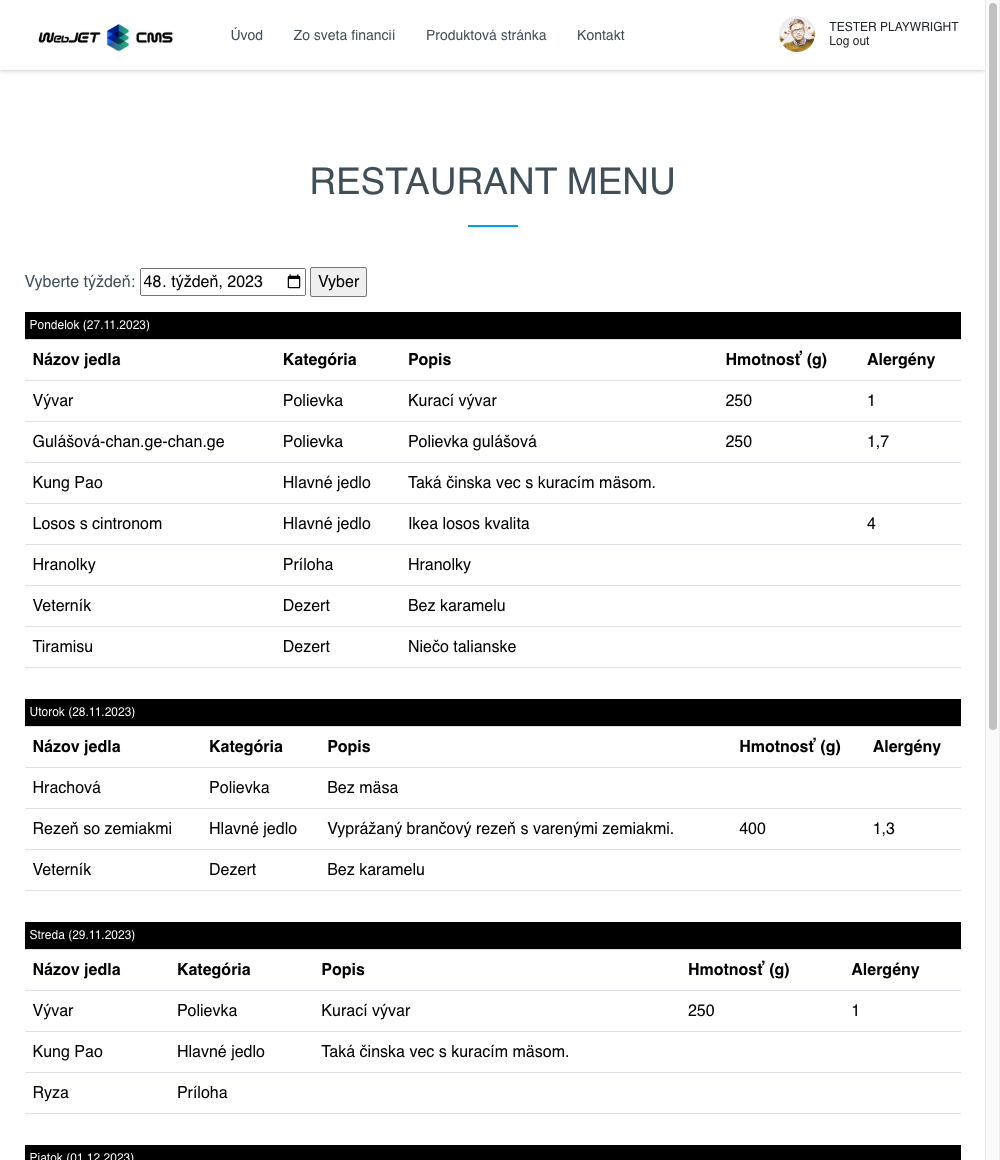 WebJET CMS Úvod Zo sveta financií Produktová stránka Kontakt TESTER PLAYWRIGHT
Log out
RESTAURANT MENU
Vyberte týždeň: 48. týždeň, 2023 Vyber
Pondelok (27.11.2023)
Názov jedla Kategória Popis Hmotnosť (g) Alergény
Vývar Polievka Kurací vývar 250 1
Gulášová-chan.ge-chan.ge Polievka Polievka gulášová 250 1,7
Kung Pao Hlavné jedlo Taká činska vec s kuracím mäsom.
Losos s cintronom Hlavné jedlo Ikea losos kvalita 4
Hranolky Príloha Hranolky
Veterník Dezert Bez karamelu
Tiramisu Dezert Niečo talianske
Utorok (28.11.2023)
Názov jedla Kategória Popis Hmotnosť (g) Alergény
Hrachová Polievka Bez mäsa
Rezeň so zemiakmi Hlavné jedlo Vyprážaný brančový rezeň s varenými zemiakmi. 400 1,3
Veterník Dezert Bez karamelu
Streda (29.11.2023)
Názov jedla Kategória Popis Hmotnosť (g) Alergény
Vývar Polievka Kurací vývar 250 1
Kung Pao Hlavné jedlo Taká činska vec s kuracím mäsom.
Ryza Príloha
Piatok (01.12.2023)